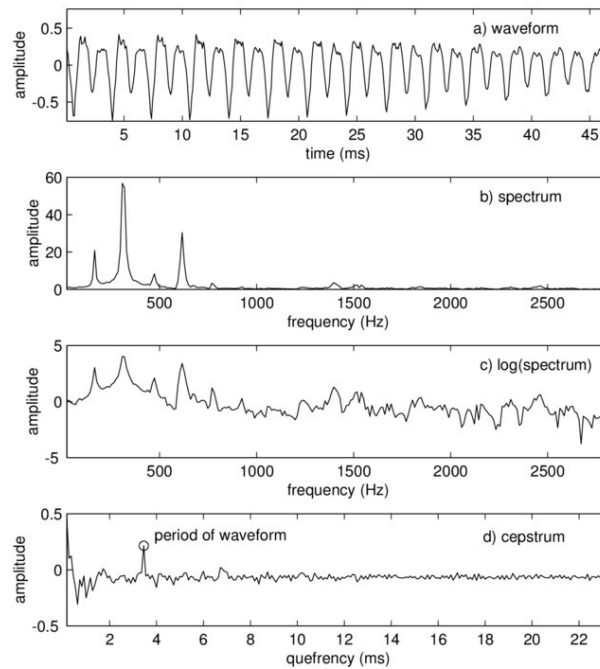 0.5
0
-0.5
amplitude
a) waveform
5 10 15 20 25 30 35 40 45
time (ms)
60
40
20
0
amplitude
b) spectrum
500 1000 1500 2000 2500
frequency (Hz)
5
0
-5
amplitude
c) log(spectrum)
500 1000 1500 2000 2500
frequency (Hz)
0.5
0
-0.5
amplitude
period of waveform
d) cepstrum
2 4 6 8 10 12 14 16 18 20 22
quefrency (ms)